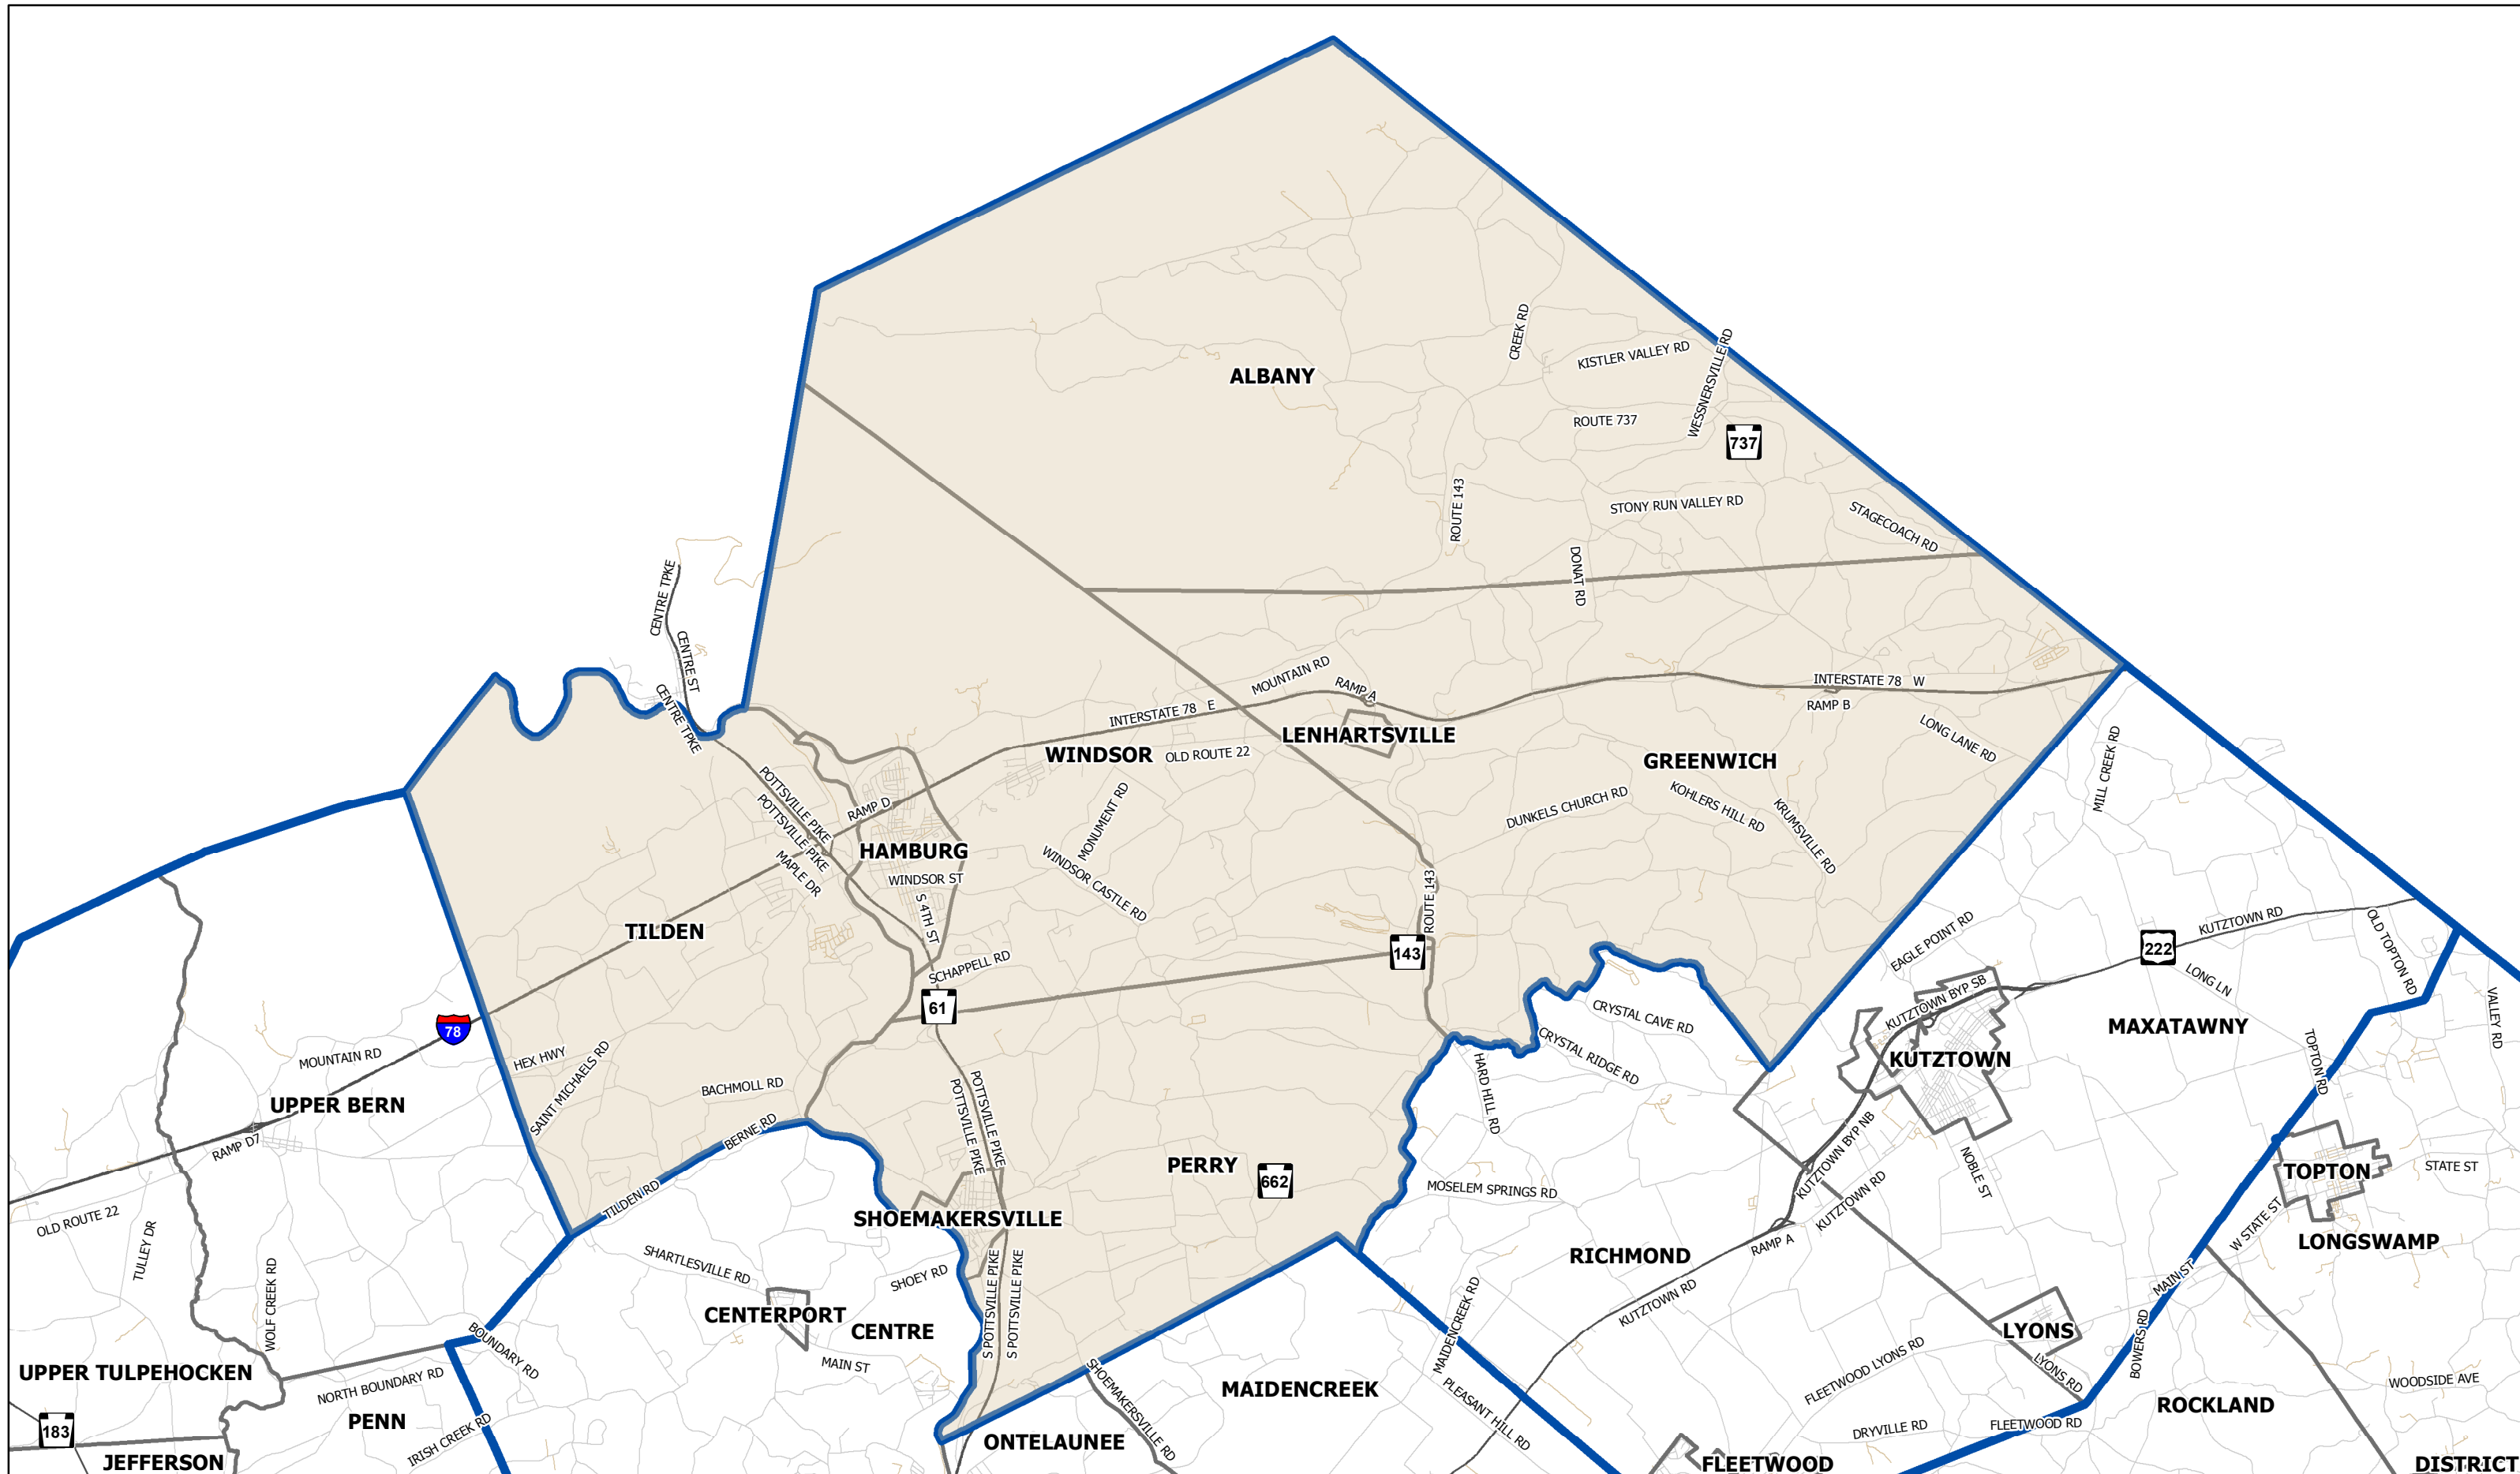 CREEK RD
KISTLER VALLEY RD
WESSNERSVILLE RD
ALBANY
ROUTE 737
737
ROUTE 143
STONY RUN VALLEY RD
STAGECOACH RD
DONAT RD
CENTRE TPKE
CENTRE ST
CENTRE TPKE
MOUNTAIN RD
RAMP A
INTERSTATE 78 W
RAMP B
INTERSTATE 78 E
LONG LANE RD
MILL CREEK RD
LENHARTSVILLE
WINDSOR
OLD ROUTE 22
GREENWICH
POTTSVILLE PIKE
POTTSVILLE PIKE
RAMP D
MONUMENT RD
DUNKELS CHURCH RD
KOHLERS HILL RD
KRUMSVILLE RD
HAMBURG
MAPLE DR
WINDSOR ST
WINDSOR CASTLE RD
S 4TH ST
ROUTE 143
TILDEN
143
SCHAPPELL RD
61
EAGLE POINT RD
222
KUTZTOWN RD
OLD TOPTON RD
LONG LN
VALLEY RD
KUTZTOWN BYP SB
CRYSTAL CAVE RD
CRYSTAL RIDGE RD
MAXATAWNY
78
MOUNTAIN RD
HEX HWY
SAINT MICHAELS RD
UPPER BERN
BACHMOLL RD
BERNE RD
POTTSVILLE PIKE
POTTSVILLE PIKE
HARD HILL RD
KUTZTOWN
TOPTON RD
RAMP D7
PERRY
662
MOSELEM SPRINGS RD
KUTZTOWN BYP NB
KUTZTOWN RD
NOBLE ST
TOPTON
STATE ST
OLD ROUTE 22
TULLEY DR
TILDEN RD
SHOEMAKERSVILLE
RICHMOND
RAMP A
W STATE ST
LONGSWAMP
WOLF CREEK RD
SHARTLESVILLE RD
SHOEY RD
S POTTSVILLE PIKE
S POTTSVILLE PIKE
MAIDENCREEK RD
KUTZTOWN RD
MAIN ST
BOWERS RD
CENTERPORT
CENTRE
LYONS
BOUNDARY RD
MAIN ST
SHOEMAKERSVILLE RD
UPPER TULPEHOCKEN
NORTH BOUNDARY RD
MAIDENCREEK
PLEASANT HILL RD
FLEETWOOD LYONS RD
LYONS RD
WOODSIDE AVE
ROCKLAND
183
PENN
IRISH CREEK RD
ONTELAUNEE
DRYVILLE RD
FLEETWOOD RD
JEFFERSON
FLEETWOOD
DISTRICT